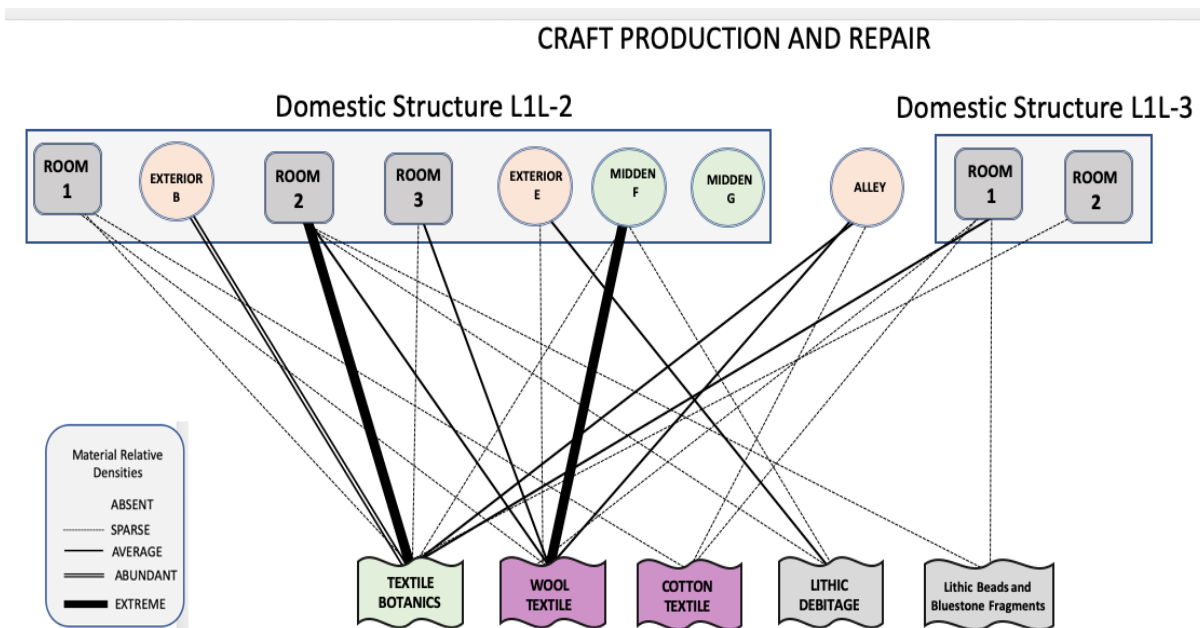 CRAFT PRODUCTION AND REPAIR
Domestic Structure L1L-2
Domestic Structure L1L-3
ROOM
1
EXTERIOR
B
ROOM
2
ROOM
3
EXTERIOR
E
MIDDEN
F
MIDDEN
G
ALLEY
ROOM
1
ROOM
2
Material Relative
Densities
ABSENT
SPARSE
AVERAGE
ABUNDANT
EXTREME
TEXTILE
BOTANICS
WOOL
TEXTILE
COTTON
TEXTILE
LITHIC
DEBITAGE
Lithic Beads and
Bluestone Fragments